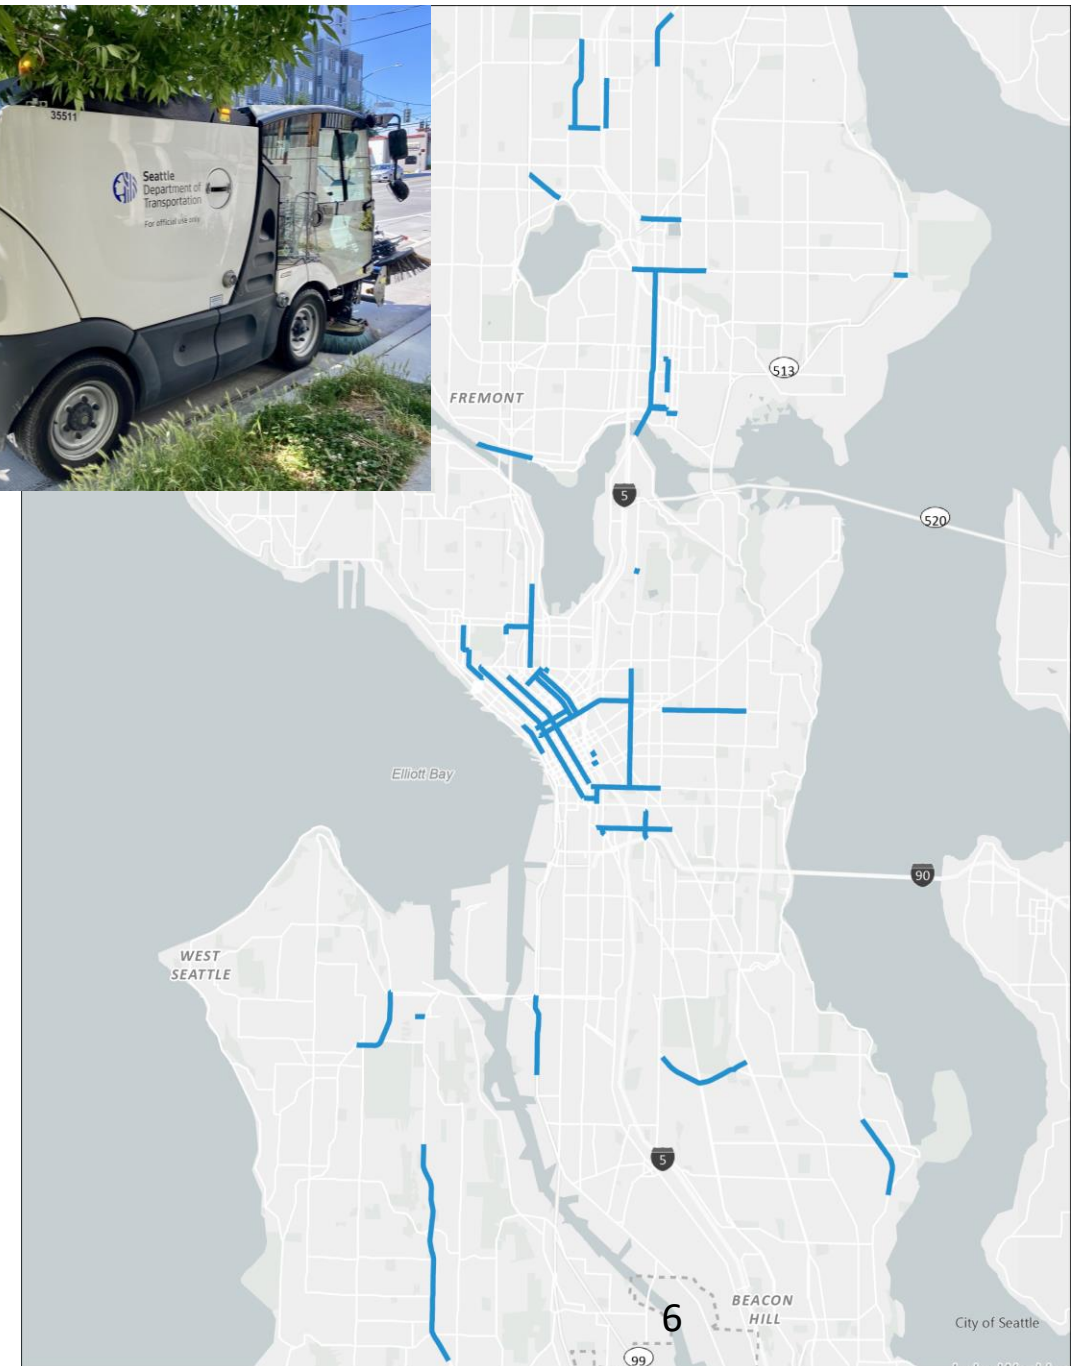 35511
Seattle
Department of
Transportation
For official use only
FREMONT
513
5
520
Elliott Bay
90
WEST
SEATTLE
5
6
BEACON
HILL
City of Seattle
99